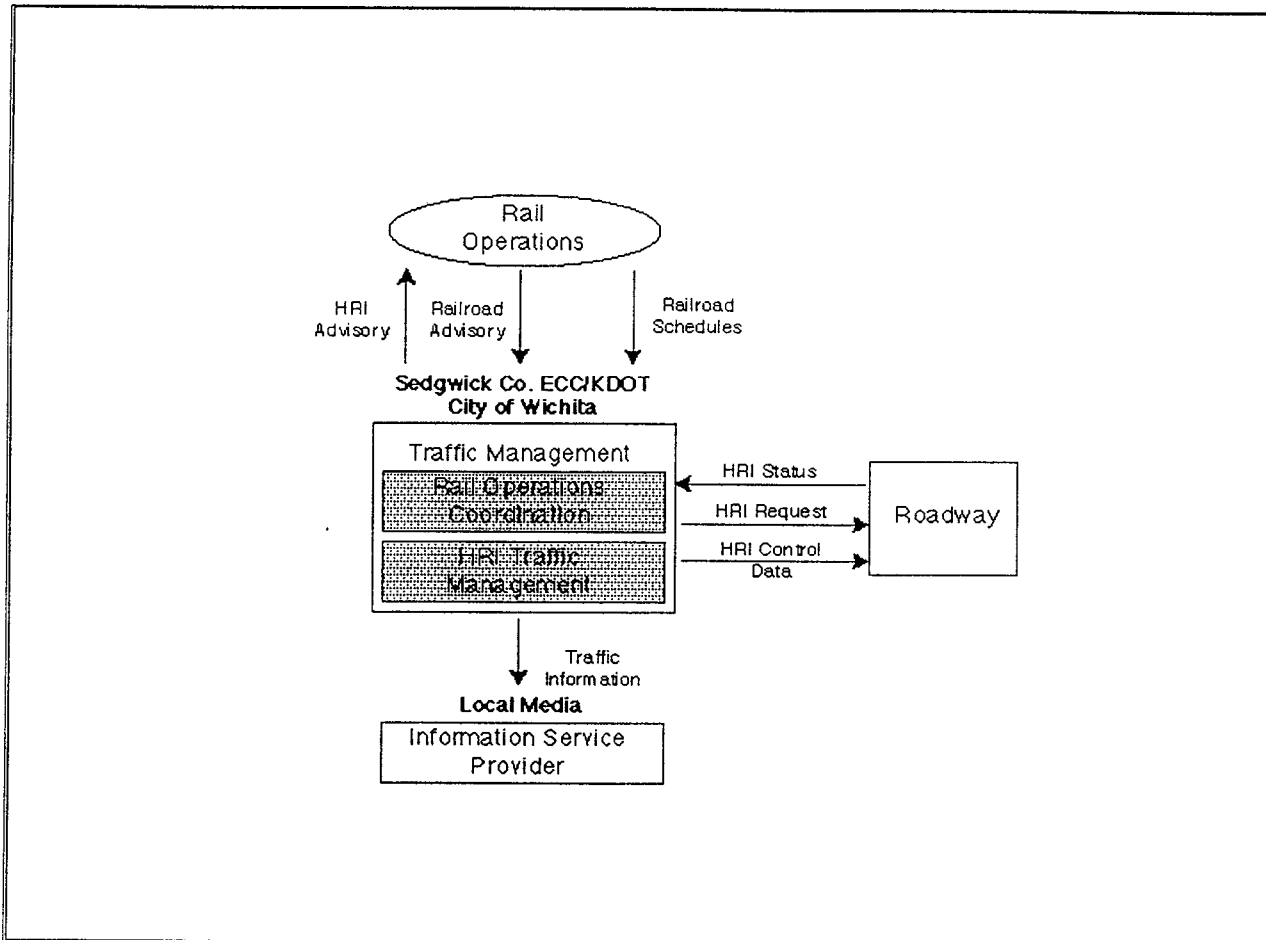 Rail
Operations
HRI
Advisory
Railroad
Advisory
Railroad
Schedules
Sedgwick Co. ECC/KDOT
City of Wichita
Traffic Management
Rail Operations
Coordination
HRI Traffic
Management
HRI Status
HRI Request
HRI Control
Data
Roadway
Traffic
Information
Local Media
Information Service
Provider